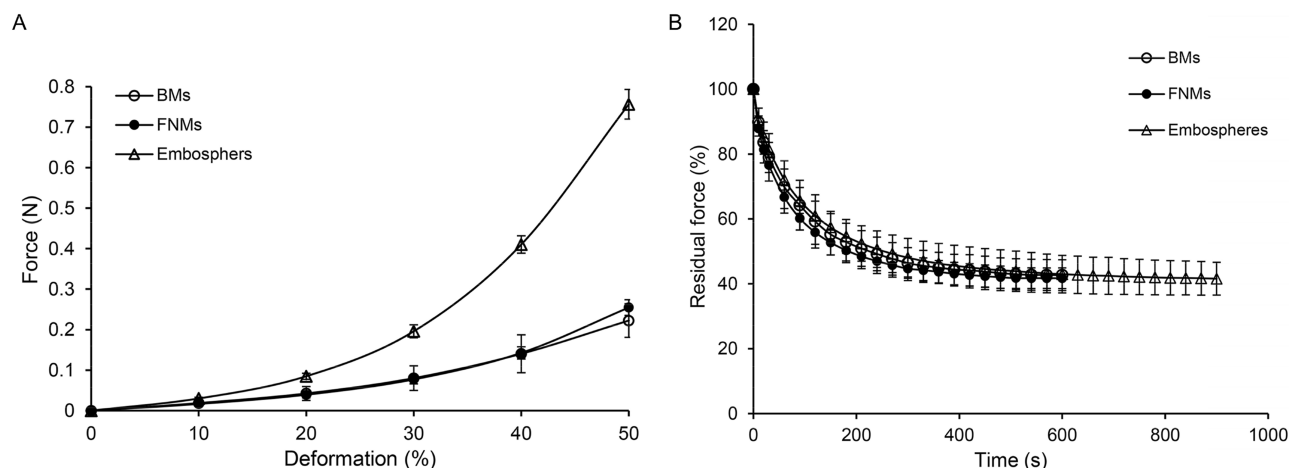 A
0.8
0.7
0.6
0.5
0.4
0.3
0.2
0.1
0
Force (N)
BMs
FNMs
Embosphers
0 10 20 30 40 50
Deformation (%)
B
120
100
80
60
40
20
0
Residual force (%)
BMs
FNMs
Embospheres
0 200 400 600 800 1000
Time (s)